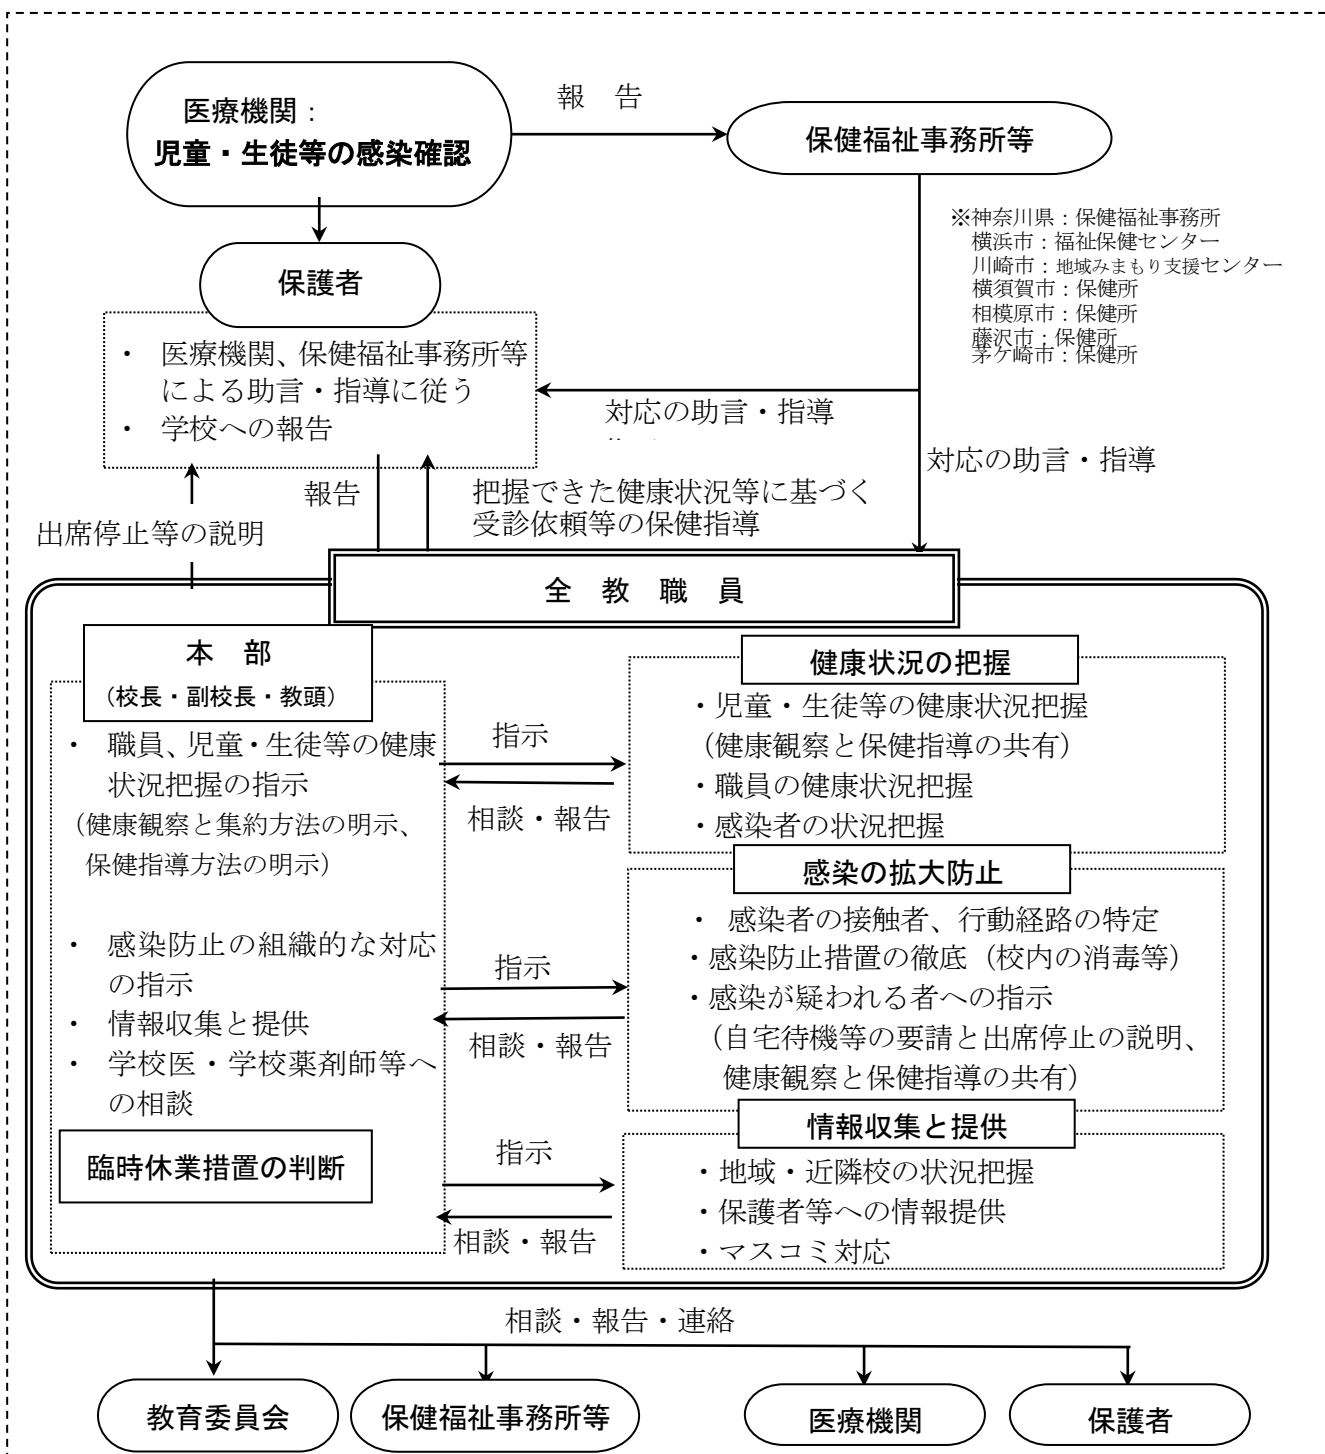 報　告
医療機関：
児童・生徒等の感染確認
保健福祉事務所等
※神奈川県：保健福祉事務所
横浜市：福祉保健センター
川崎市：地域みまもり支援センター
横須賀市：保健所
相模原市：保健所
藤沢市：保健所
茅ケ崎市：保健所
保護者
・　医療機関、保健福祉事務所等
による助言・指導に従う
・　学校への報告
対応の助言・指導
対応の助言・指導
報告
把握できた健康状況等に基づく
受診依頼等の保健指導
出席停止等の説明
全　教　職　員
本　部
（校長・副校長・教頭）
・　職員、児童・生徒等の健康
状況把握の指示
（健康観察と集約方法の明示、
保健指導方法の明示）
・　感染防止の組織的な対応
の指示
・　情報収集と提供
・　学校医・学校薬剤師等へ
の相談
臨時休業措置の判断
指示
相談・報告
健康状況の把握
・児童・生徒等の健康状況把握
（健康観察と保健指導の共有）
・職員の健康状況把握
・感染者の状況把握
指示
相談・報告
感染の拡大防止
・　感染者の接触者、行動経路の特定
・感染防止措置の徹底（校内の消毒等）
・感染が疑われる者への指示
（自宅待機等の要請と出席停止の説明、
健康観察と保健指導の共有）
指示
相談・報告
情報収集と提供
・地域・近隣校の状況把握
・保護者等への情報提供
・マスコミ対応
相談・報告・連絡
教育委員会
保健福祉事務所等
医療機関
保護者